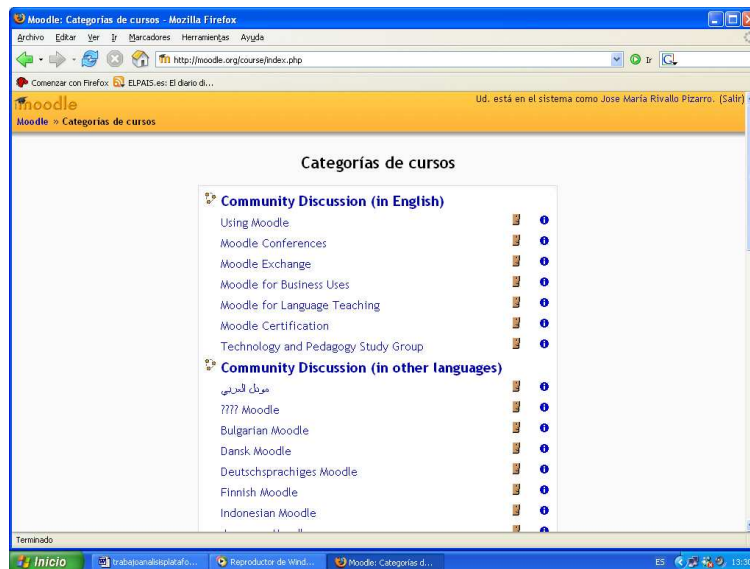 Moodle: Categorías de cursos - Mozilla Firefox
Archivo Editar Ver Ir Marcadores Herramientas Ayuda
http://moodle.org/course/index.php
Ir
Comenzar con Firefox ELPAIS.es: El diario di...
moodle
Ud. está en el sistema como Jose María Rivallo Pizarro. (Salir)
Moodle » Categorías de cursos
Categorías de cursos
Community Discussion (in English)
Using Moodle
Moodle Conferences
Moodle Exchange
Moodle for Business Uses
Moodle for Language Teaching
Moodle Certification
Technology and Pedagogy Study Group
Community Discussion (in other languages)
مودل العربي
???? Moodle
Bulgarian Moodle
Dansk Moodle
Deutschsprachiges Moodle
Finnish Moodle
Indonesian Moodle
Terminado
Inicio trabajoanalisisplatafo... Reproductor de Wind... Moodle: Categorías d... ES 13:30